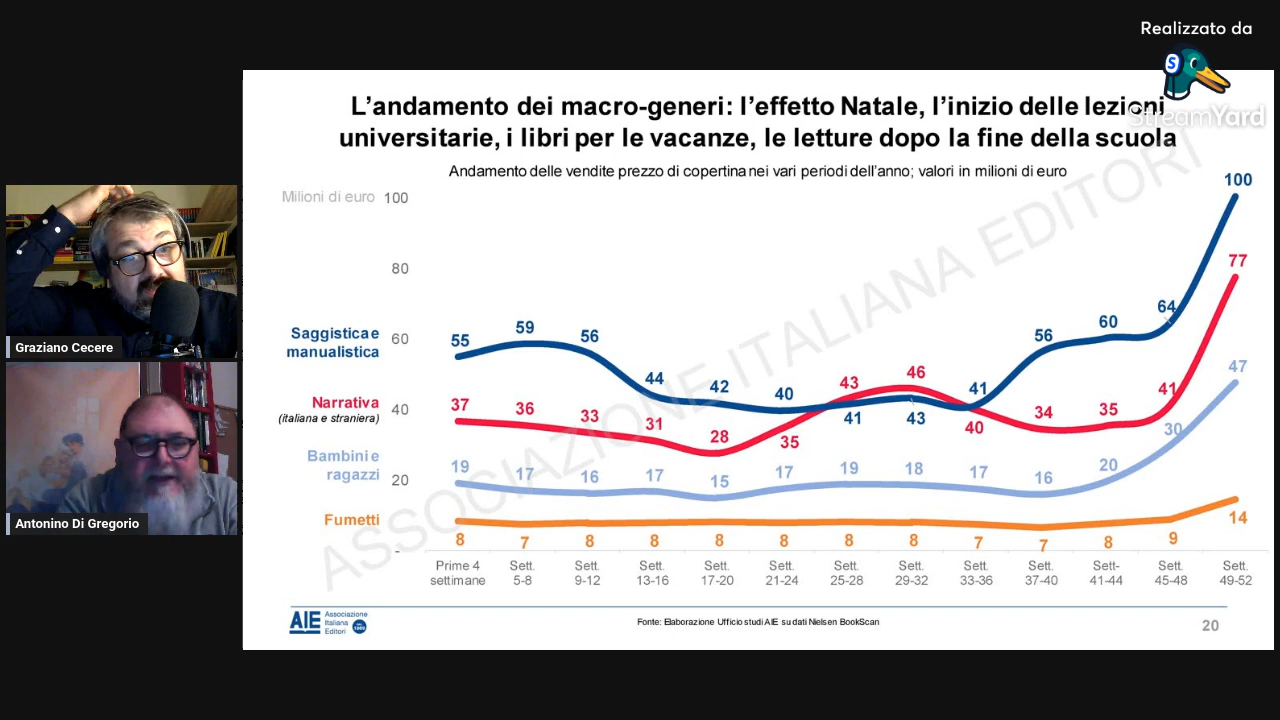 Realizzato da
StreamYard
L'andamento dei macro-generi: l'effetto Natale, l'inizio delle lezioni
universitarie, i libri per le vacanze, le letture dopo la fine della scuola
Andamento delle vendite prezzo di copertina nei vari periodi dell'anno; valori in milioni di euro
Milioni di euro 100
80
60
40
20
-
Saggistica e
manualistica
55 59 56 44 42 40 41 43 41 56 60 64 100
Narrativa
(italiana e straniera)
37 36 33 31 28 35 43 46 40 34 35 41 77
Bambini e
ragazzi
19 17 16 17 15 17 19 18 17 16 20 30 47
Fumetti
8 7 8 8 8 8 8 8 7 7 8 9 14
Prime 4
settimane
Sett.
5-8
Sett.
9-12
Sett.
13-16
Sett.
17-20
Sett.
21-24
Sett.
25-28
Sett.
29-32
Sett.
33-36
Sett.
37-40
Sett-
41-44
Sett.
45-48
Sett.
49-52
ASSOCIAZIONE ITALIANA EDITORI
AIE
Associazione
Italiana
Editori
Fonte: Elaborazione Ufficio studi AIE su dati Nielsen BookScan
20
Graziano Cecere
Antonino Di Gregorio